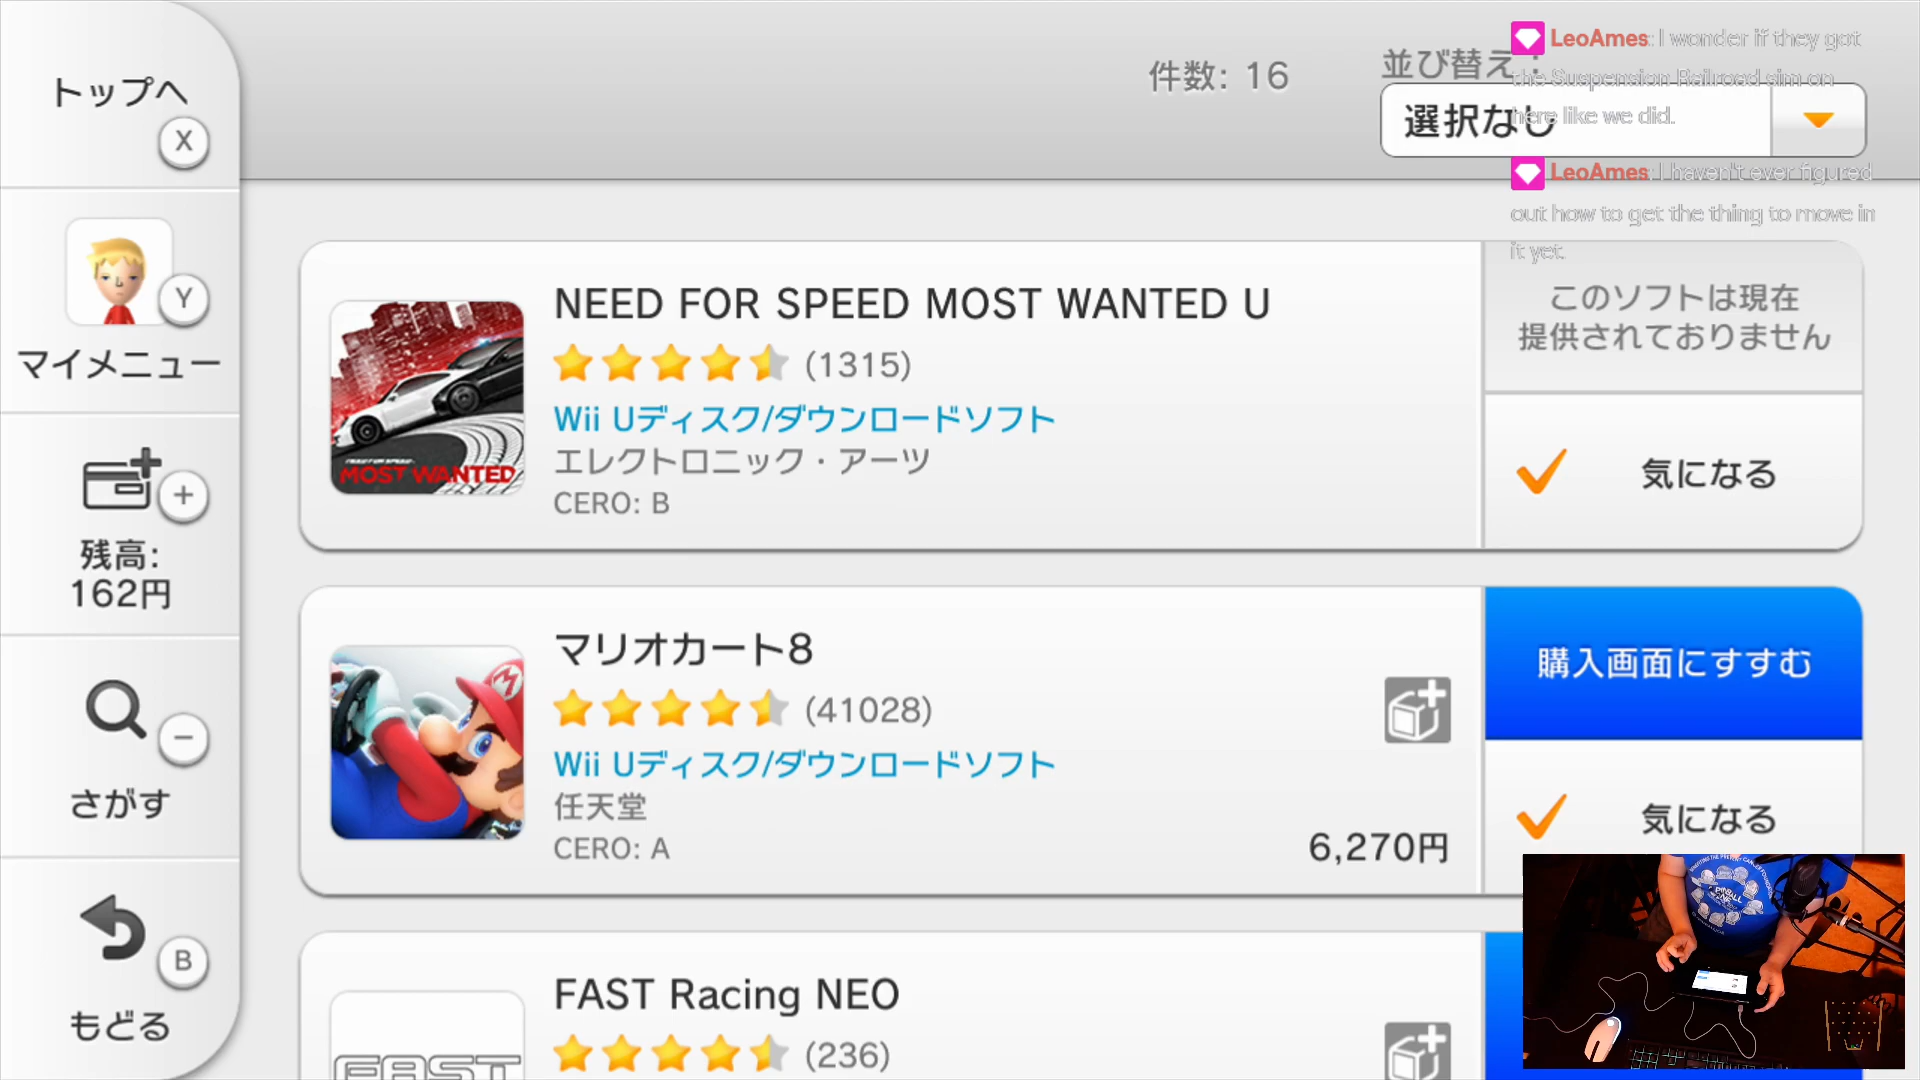 トップへ
X
Y
マイメニュー
+
残高:
162円
−
さがす
B
もどる
件数: 16
並び替え:
選択なし
LeoAmes: I wonder if they got
the Suspension Railroad sim on
here like we did.
LeoAmes: I haven't ever figured
out how to get the thing to move in
it yet.
NEED FOR SPEED MOST WANTED U
(1315)
Wii Uディスク/ダウンロードソフト
エレクトロニック・アーツ
CERO: B
MOST WANTED
このソフトは現在
提供されておりません
気になる
マリオカート8
(41028)
Wii Uディスク/ダウンロードソフト
任天堂
CERO: A
M
6,270円
購入画面にすすむ
気になる
FAST Racing NEO
(236)
FAST